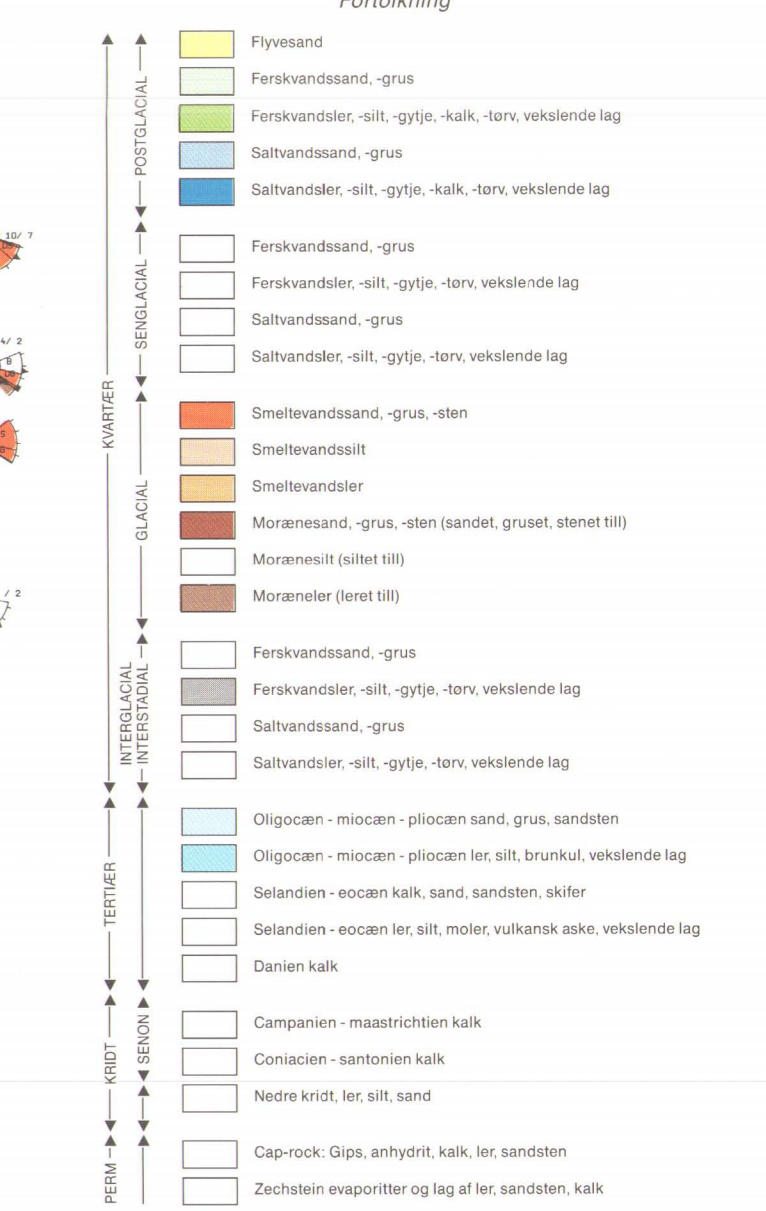 Fortolkning
Flyvesand
Ferskvandssand, -grus
Ferskvandsler, -silt, -gytje, -kalk, -tørv, vekslende lag
Saltvandssand, -grus
Saltvandsler, -silt, -gytje, -kalk, -tørv, vekslende lag
POSTGLACIAL
10/ 7
Ferskvandssand, -grus
Ferskvandsler, -silt, -gytje, -tørv, vekslende lag
Saltvandssand, -grus
Saltvandsler, -silt, -gytje, -tørv, vekslende lag
SENGLACIAL
4/ 2
B
KVARTÆR
Smeltevandssand, -grus, -sten
Smeltevandssilt
Smeltevandsler
Morænesand, -grus, -sten (sandet, gruset, stenet till)
Morænesilt (siltet till)
Moræneler (leret till)
GLACIAL
/ 2
Ferskvandssand, -grus
Ferskvandsler, -silt, -gytje, -tørv, vekslende lag
Saltvandssand, -grus
Saltvandsler, -silt, -gytje, -tørv, vekslende lag
INTERGLACIAL
INTERSTADIAL
Oligocæn - miocæn - pliocæn sand, grus, sandsten
Oligocæn - miocæn - pliocæn ler, silt, brunkul, vekslende lag
Selandien - eocæn kalk, sand, sandsten, skifer
Selandien - eocæn ler, silt, moler, vulkansk aske, vekslende lag
Danien kalk
TERTIÆR
Campanien - maastrichtien kalk
Coniacien - santonien kalk
Nedre kridt, ler, silt, sand
KRIDT
SENON
Cap-rock: Gips, anhydrit, kalk, ler, sandsten
Zechstein evaporitter og lag af ler, sandsten, kalk
PERM